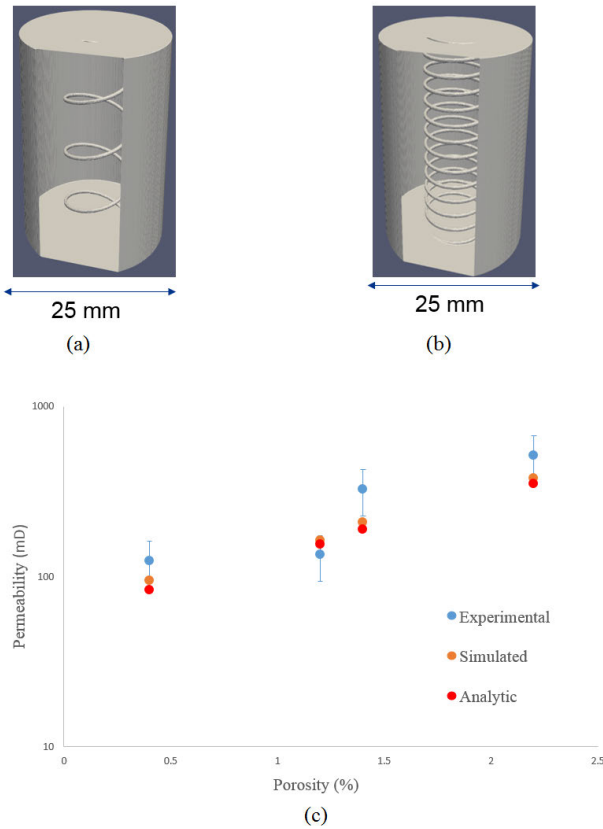 25 mm
25 mm
(a)
(b)
1000
100
10
Permeability (mD)
Experimental
Simulated
Analytic
0
0.5
1
1.5
2
2.5
Porosity (%)
(c)